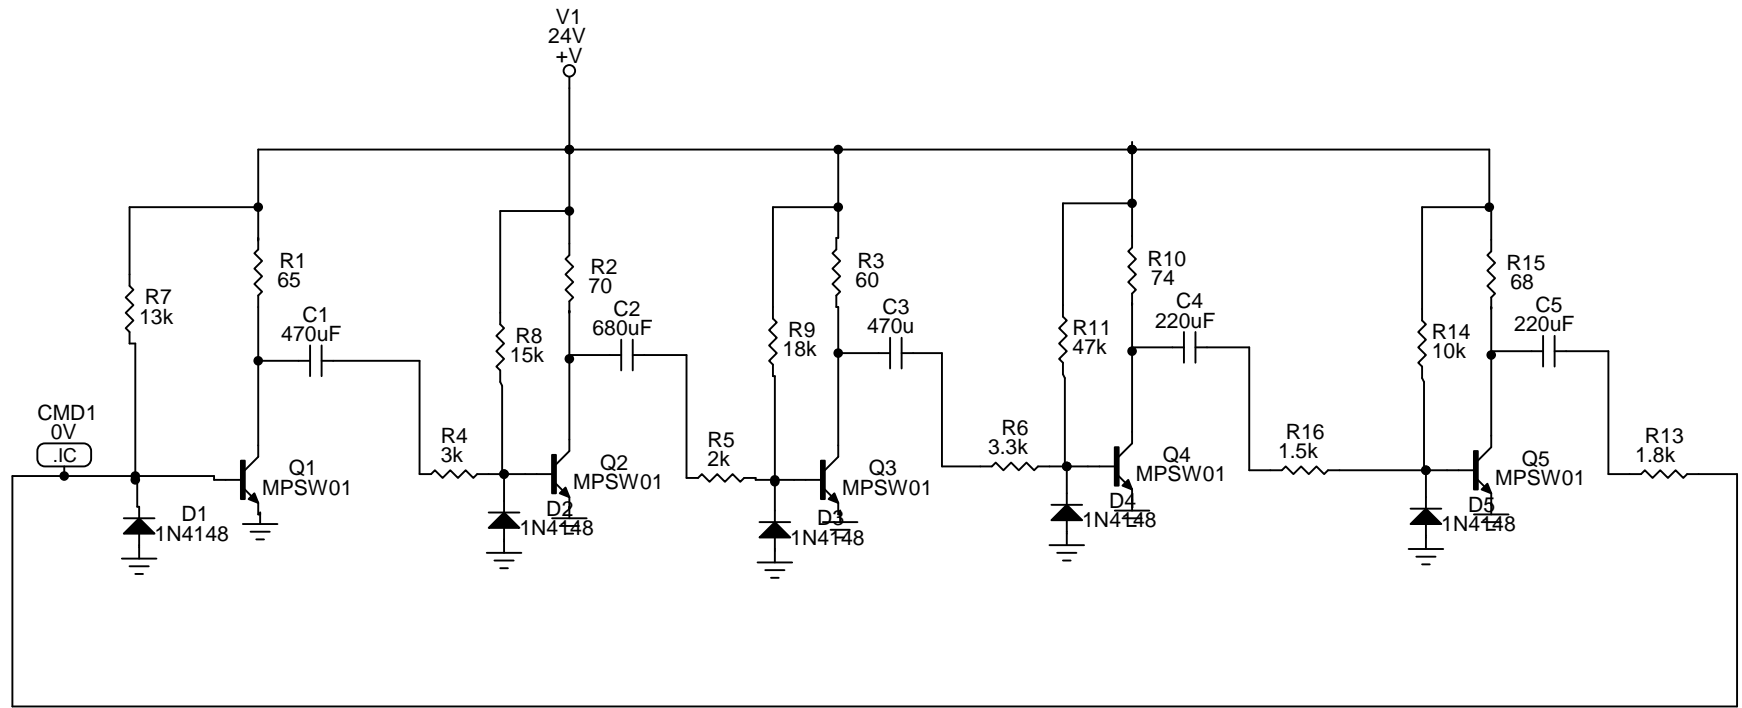 V1
24V
+V
R1
65
R7
13k
C1
470uF
R2
70
R8
15k
C2
680uF
R3
60
R9
18k
C3
470u
R10
74
R11
47k
C4
220uF
R15
68
R14
10k
C5
220uF
CMD1
0V
.IC
R4
3k
R5
2k
R6
3.3k
R16
1.5k
R13
1.8k
Q1
MPSW01
Q2
MPSW01
Q3
MPSW01
Q4
MPSW01
Q5
MPSW01
D1
1N4148
D2
1N4148
D3
1N4148
D4
1N4148
D5
1N4148